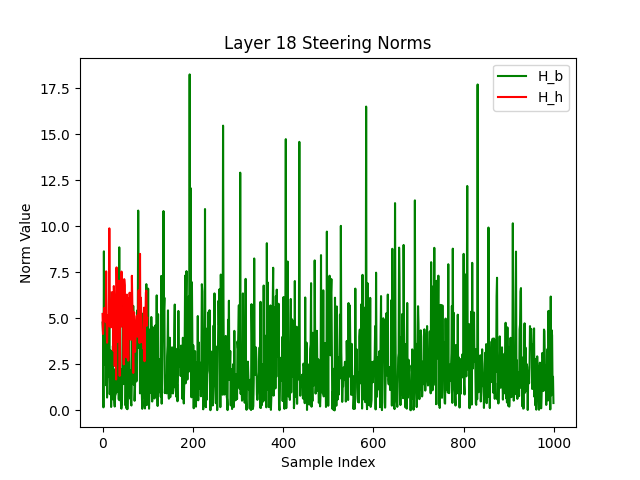 Layer 18 Steering Norms
H_b
H_h
17.5
15.0
12.5
10.0
7.5
5.0
2.5
0.0
Norm Value
0 200 400 600 800 1000
Sample Index